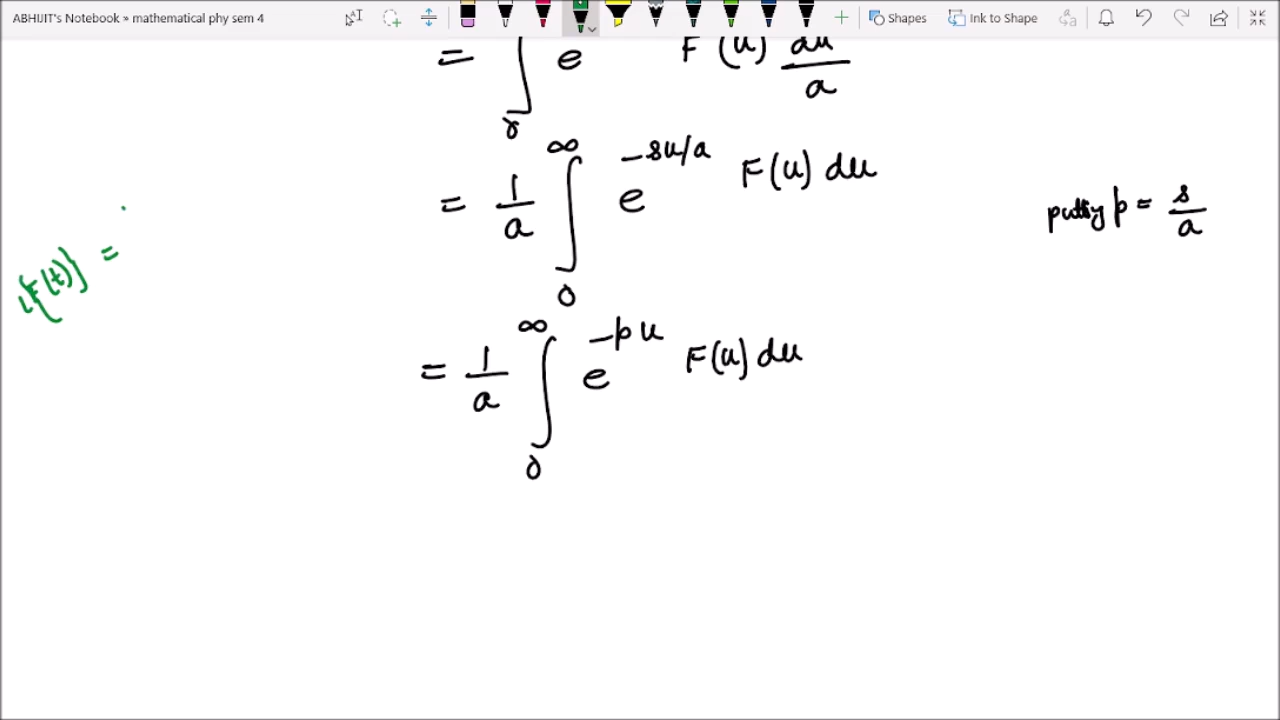 ABHIJIT's Notebook » mathematical phy sem 4
Shapes
Ink to Shape
= ∫ e F(u) du/a
0
= 1/a ∫₀^∞ e^(-su/a) F(u) du
putting p = s/a
L{F(t)} =
= 1/a ∫₀^∞ e^(-pu) F(u) du